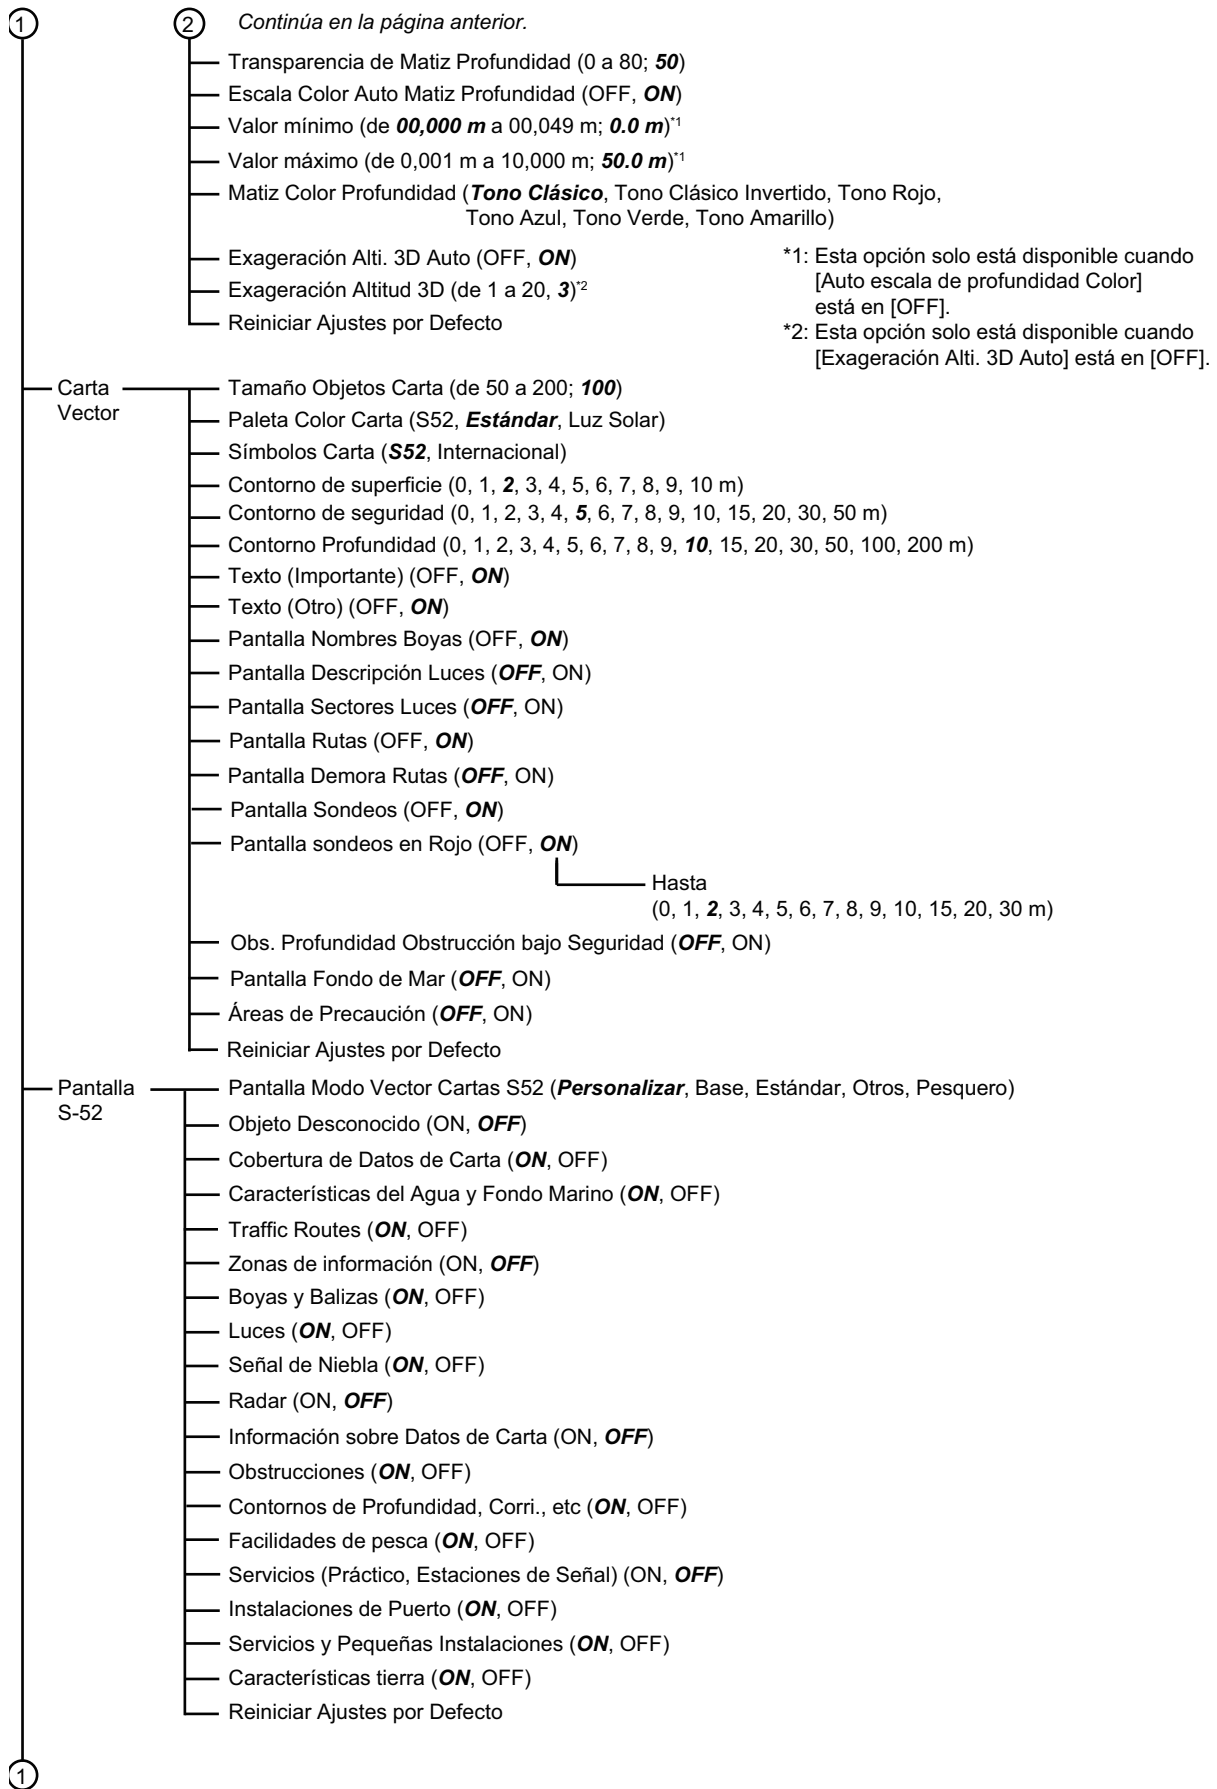 1
2
Continúa en la página anterior.
Transparencia de Matiz Profundidad (0 a 80; 50)
Escala Color Auto Matiz Profundidad (OFF, ON)
Valor mínimo (de 00,000 m a 00,049 m; 0.0 m)*1
Valor máximo (de 0,001 m a 10,000 m; 50.0 m)*1
Matiz Color Profundidad (Tono Clásico, Tono Clásico Invertido, Tono Rojo,
Tono Azul, Tono Verde, Tono Amarillo)
Exageración Alti. 3D Auto (OFF, ON)
Exageración Altitud 3D (de 1 a 20, 3)*2
Reiniciar Ajustes por Defecto
*1: Esta opción solo está disponible cuando
[Auto escala de profundidad Color]
está en [OFF].
*2: Esta opción solo está disponible cuando
[Exageración Alti. 3D Auto] está en [OFF].
Carta
Vector
Tamaño Objetos Carta (de 50 a 200; 100)
Paleta Color Carta (S52, Estándar, Luz Solar)
Símbolos Carta (S52, Internacional)
Contorno de superficie (0, 1, 2, 3, 4, 5, 6, 7, 8, 9, 10 m)
Contorno de seguridad (0, 1, 2, 3, 4, 5, 6, 7, 8, 9, 10, 15, 20, 30, 50 m)
Contorno Profundidad (0, 1, 2, 3, 4, 5, 6, 7, 8, 9, 10, 15, 20, 30, 50, 100, 200 m)
Texto (Importante) (OFF, ON)
Texto (Otro) (OFF, ON)
Pantalla Nombres Boyas (OFF, ON)
Pantalla Descripción Luces (OFF, ON)
Pantalla Sectores Luces (OFF, ON)
Pantalla Rutas (OFF, ON)
Pantalla Demora Rutas (OFF, ON)
Pantalla Sondeos (OFF, ON)
Pantalla sondeos en Rojo (OFF, ON)
Hasta
(0, 1, 2, 3, 4, 5, 6, 7, 8, 9, 10, 15, 20, 30 m)
Obs. Profundidad Obstrucción bajo Seguridad (OFF, ON)
Pantalla Fondo de Mar (OFF, ON)
Áreas de Precaución (OFF, ON)
Reiniciar Ajustes por Defecto
Pantalla
S-52
Pantalla Modo Vector Cartas S52 (Personalizar, Base, Estándar, Otros, Pesquero)
Objeto Desconocido (ON, OFF)
Cobertura de Datos de Carta (ON, OFF)
Características del Agua y Fondo Marino (ON, OFF)
Traffic Routes (ON, OFF)
Zonas de información (ON, OFF)
Boyas y Balizas (ON, OFF)
Luces (ON, OFF)
Señal de Niebla (ON, OFF)
Radar (ON, OFF)
Información sobre Datos de Carta (ON, OFF)
Obstrucciones (ON, OFF)
Contornos de Profundidad, Corri., etc (ON, OFF)
Facilidades de pesca (ON, OFF)
Servicios (Práctico, Estaciones de Señal) (ON, OFF)
Instalaciones de Puerto (ON, OFF)
Servicios y Pequeñas Instalaciones (ON, OFF)
Características tierra (ON, OFF)
Reiniciar Ajustes por Defecto
1